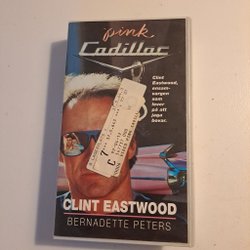 pink
Cadillac
Clint
Eastwood,
ensam-
vargen
som
lever
på att
jaga
bovar.
CLINT EASTWOOD
BERNADETTE PETERS